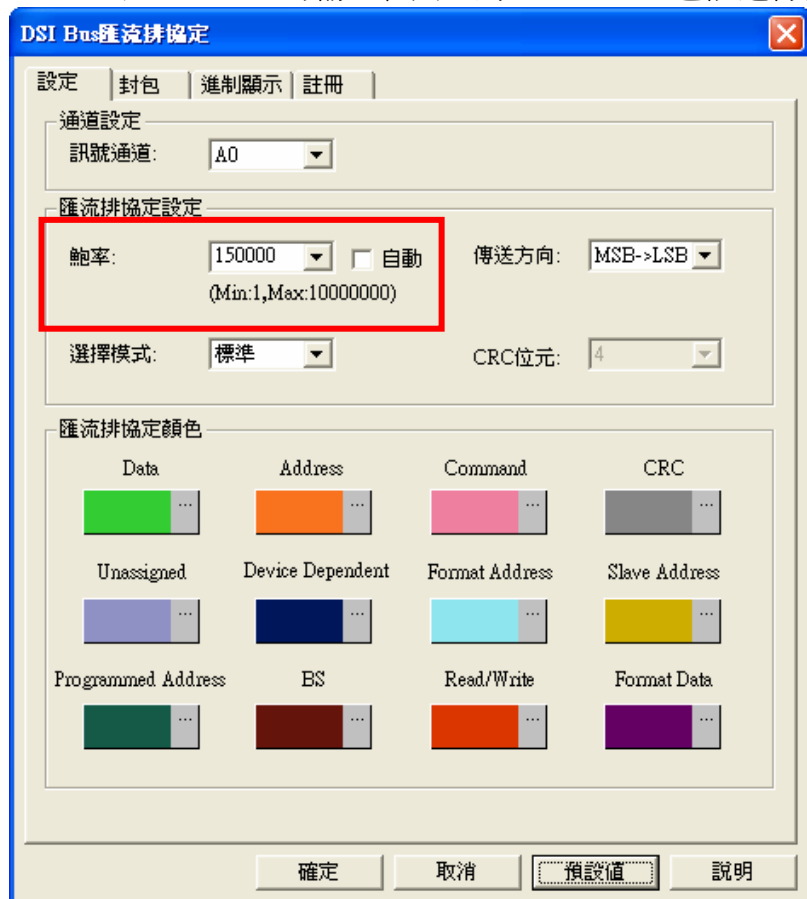 DSI Bus匯流排協定
設定 封包 進制顯示 註冊
通道設定
訊號通道: A0
匯流排協定設定
鮑率: 150000 自動 傳送方向: MSB->LSB
(Min:1,Max:10000000)
選擇模式: 標準 CRC位元: 4
匯流排協定顏色
Data Address Command CRC
... ... ... ...
Unassigned Device Dependent Format Address Slave Address
... ... ... ...
Programmed Address BS Read/Write Format Data
... ... ... ...
確定 取消 預設值 說明